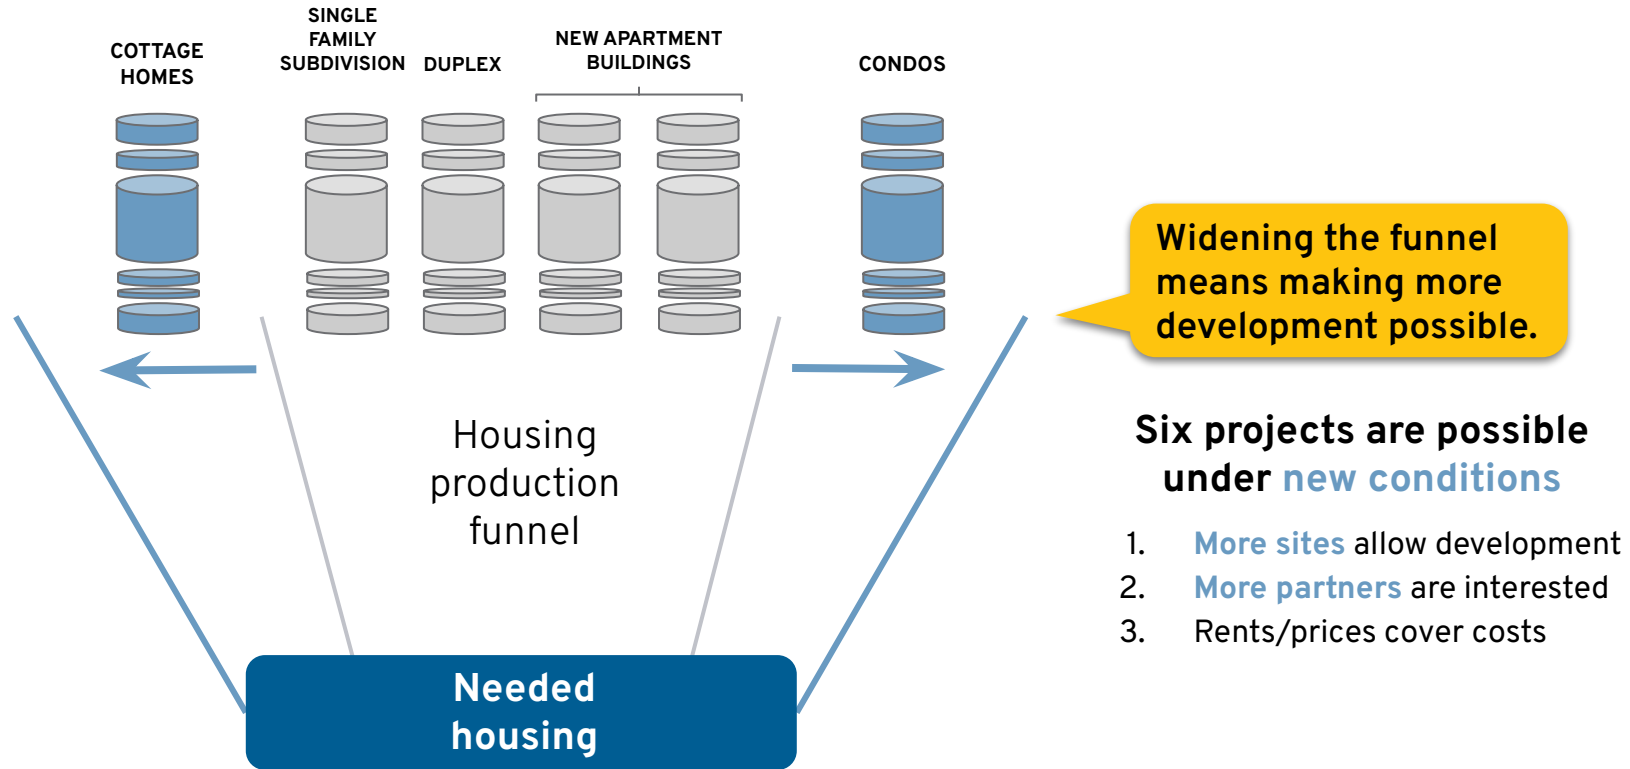 COTTAGE
HOMES
SINGLE
FAMILY
SUBDIVISION
DUPLEX
NEW APARTMENT
BUILDINGS
CONDOS
Widening the funnel
means making more
development possible.
Housing
production
funnel
Needed
housing
Six projects are possible
under new conditions
1. More sites allow development
2. More partners are interested
3. Rents/prices cover costs